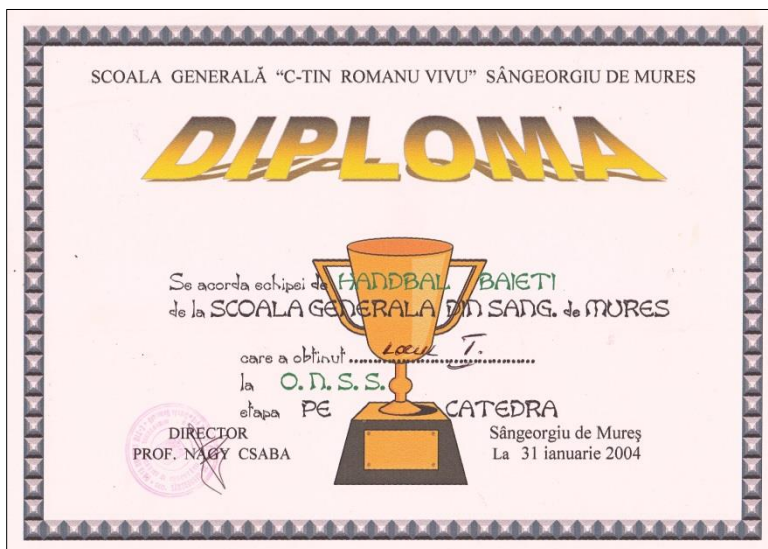 SCOALA GENERALĂ “C-TIN ROMANU VIVU” SÂNGEORGIU DE MURES
DIPLOMA
Se acorda echipei de HANDBAL BAIETI
de la SCOALA GENERALA DIN SANG. de MURES
care a obtinut ....Locul I.....
la O.N.S.S.
etapa PE CATEDRA
DIRECTOR
PROF. NAGY CSABA
Sângeorgiu de Mureş
La 31 ianuarie 2004